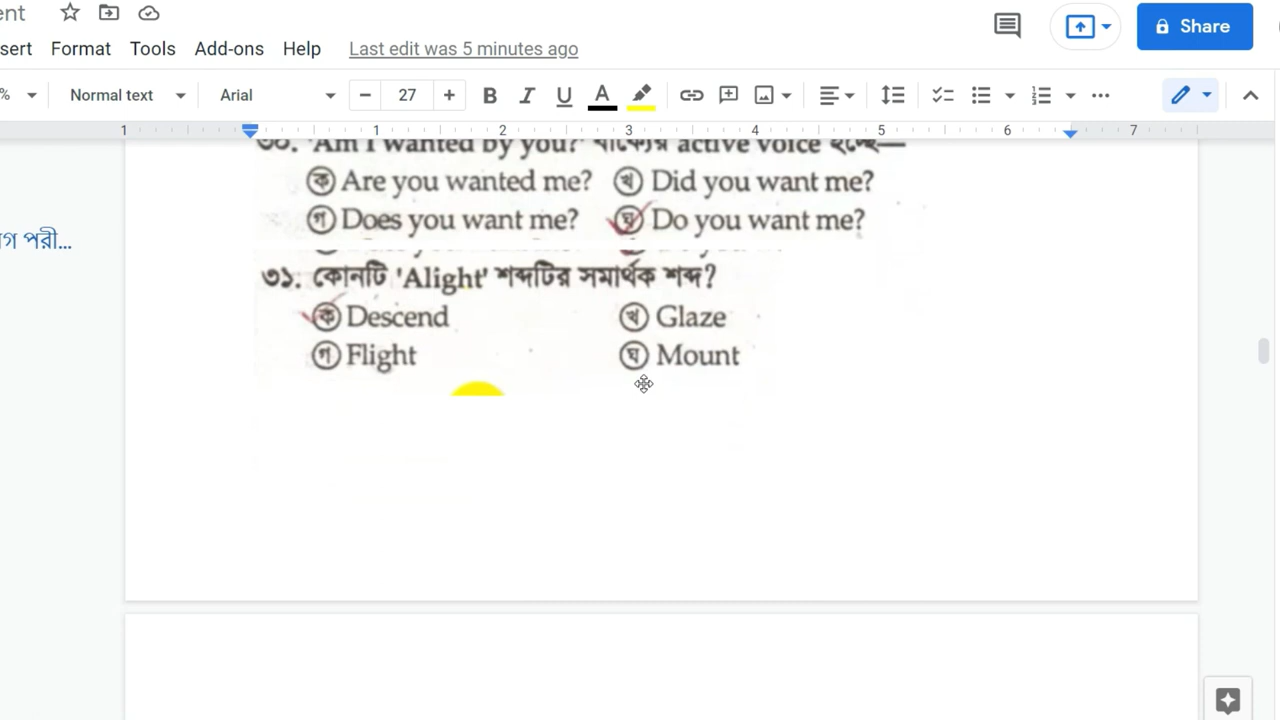 ent
Share
sert Format Tools Add-ons Help Last edit was 5 minutes ago
% Normal text Arial 27 B I U A
1 1 2 3 4 5 6 7
৩০. 'Am I wanted by you?' বাক্যের active voice হচ্ছে—
ক Are you wanted me? খ Did you want me?
গ Does you want me? ঘ Do you want me?
গ পরী...
৩১. কোনটি 'Alight' শব্দটির সমার্থক শব্দ?
ক Descend খ Glaze
গ Flight ঘ Mount